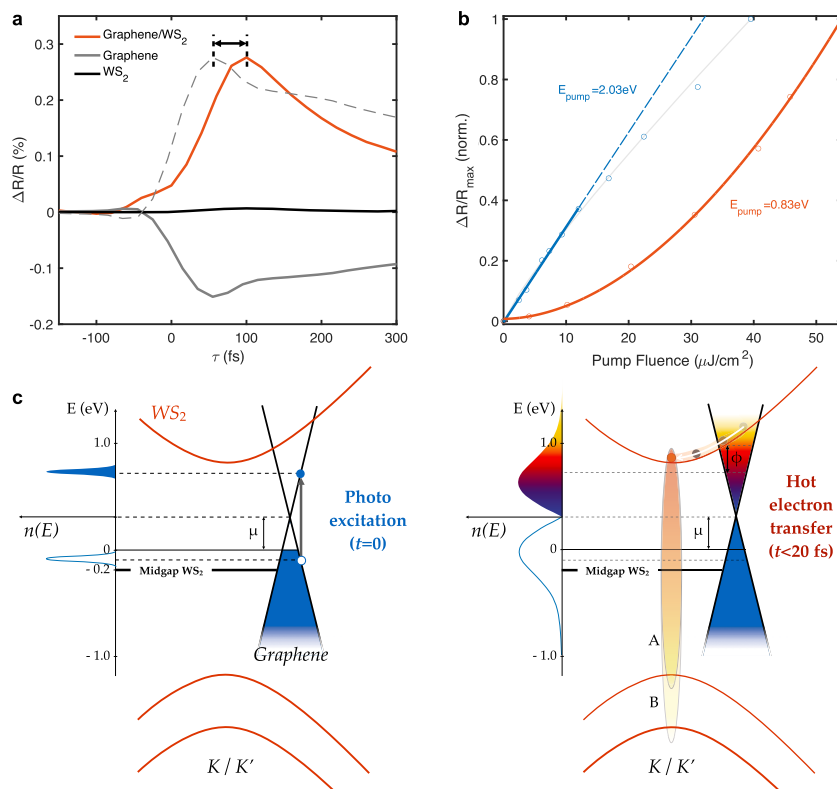 a
Graphene/WS₂
Graphene
WS₂
ΔR/R (%)
0.3
0.2
0.1
0
-0.1
-0.2
-100
0
100
200
300
τ (fs)
b
ΔR/R_max (norm.)
1
0.8
0.6
0.4
0.2
0
0
10
20
30
40
50
Pump Fluence (μJ/cm²)
E_pump=2.03eV
E_pump=0.83eV
c
E (eV)
WS₂
1.0
n(E)
μ
0
- 0.2
Midgap WS₂
- 1.0
Graphene
K / K'
Photo
excitation
(t=0)
E (eV)
1.0
ϕ
n(E)
μ
0
Midgap WS₂
- 1.0
A
B
K / K'
Hot
electron
transfer
(t<20 fs)